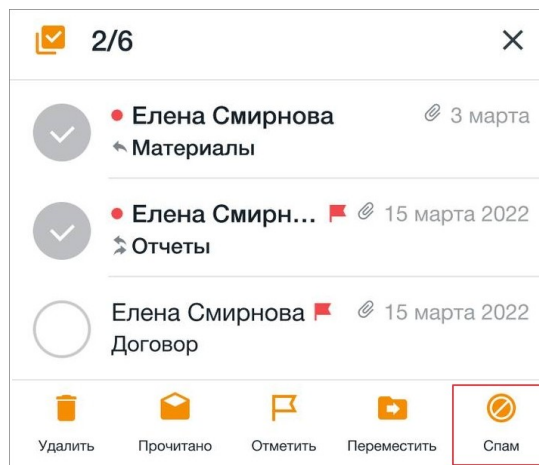 2/6
Елена Смирнова 3 марта
Материалы
Елена Смирн... 15 марта 2022
Отчеты
Елена Смирнова 15 марта 2022
Договор
Удалить Прочитано Отметить Переместить Спам